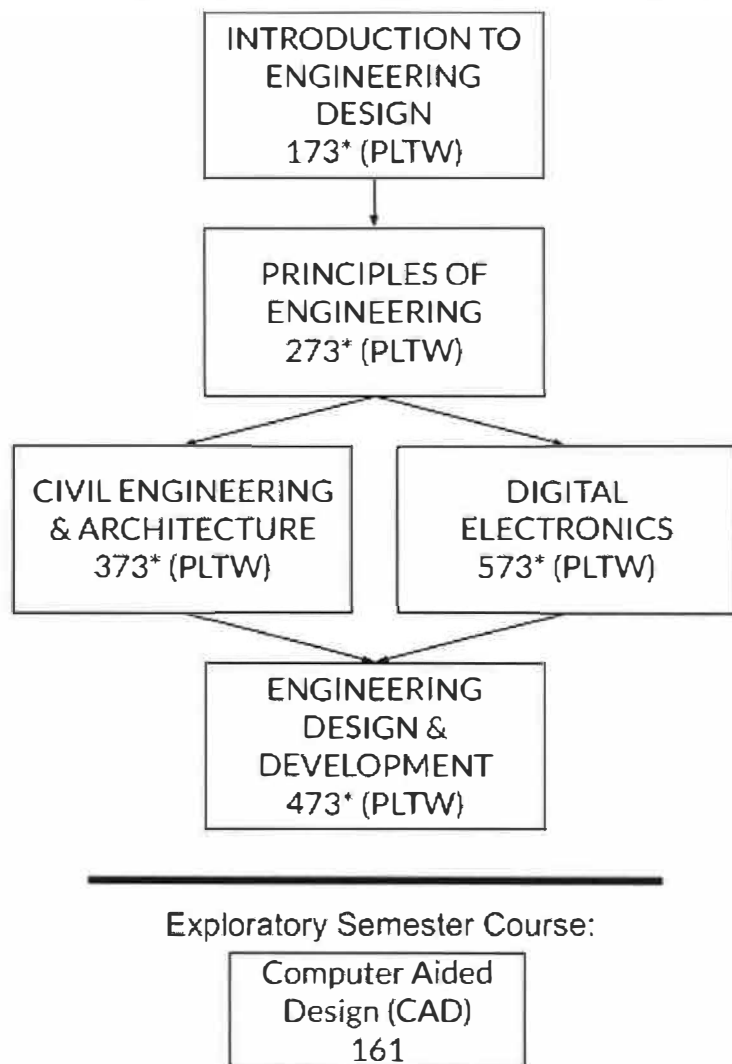 INTRODUCTION TO
ENGINEERING
DESIGN
173* (PLTW)
PRINCIPLES OF
ENGINEERING
273* (PLTW)
CIVIL ENGINEERING
& ARCHITECTURE
373* (PLTW)
DIGITAL
ELECTRONICS
573* (PLTW)
ENGINEERING
DESIGN &
DEVELOPMENT
473* (PLTW)
Exploratory Semester Course:
Computer Aided
Design (CAD)
161